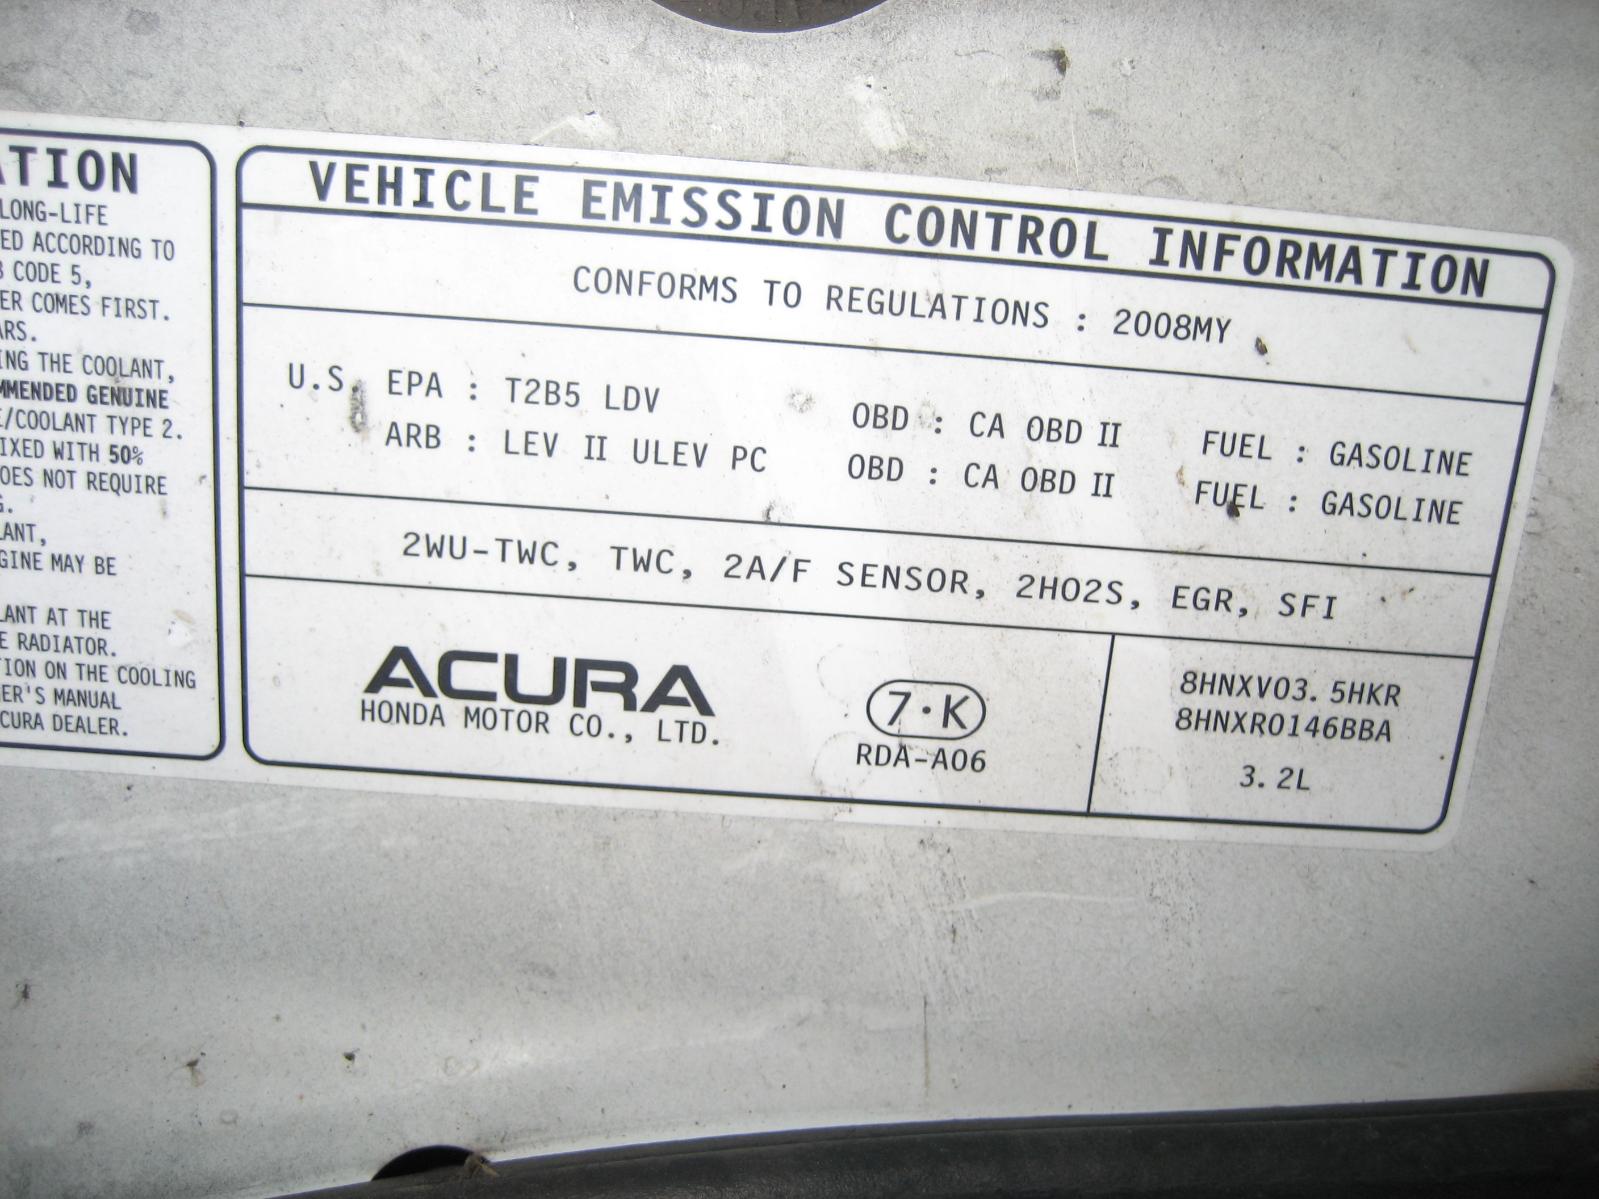 ATION
LONG-LIFE
ED ACCORDING TO
CODE 5,
ER COMES FIRST.
ARS.
ING THE COOLANT,
MMENDED GENUINE
E/COOLANT TYPE 2.
IXED WITH 50%
OES NOT REQUIRE
G.
LANT,
GINE MAY BE
LANT AT THE
E RADIATOR.
TION ON THE COOLING
ER'S MANUAL
CURA DEALER.
VEHICLE EMISSION CONTROL INFORMATION
CONFORMS TO REGULATIONS : 2008MY
U.S. EPA : T2B5 LDV OBD : CA OBD II FUEL : GASOLINE
ARB : LEV II ULEV PC OBD : CA OBD II FUEL : GASOLINE
2WU-TWC, TWC, 2A/F SENSOR, 2HO2S, EGR, SFI
ACURA
HONDA MOTOR CO., LTD.
7·K
RDA-A06
8HNXV03.5HKR
8HNXR0146BBA
3.2L